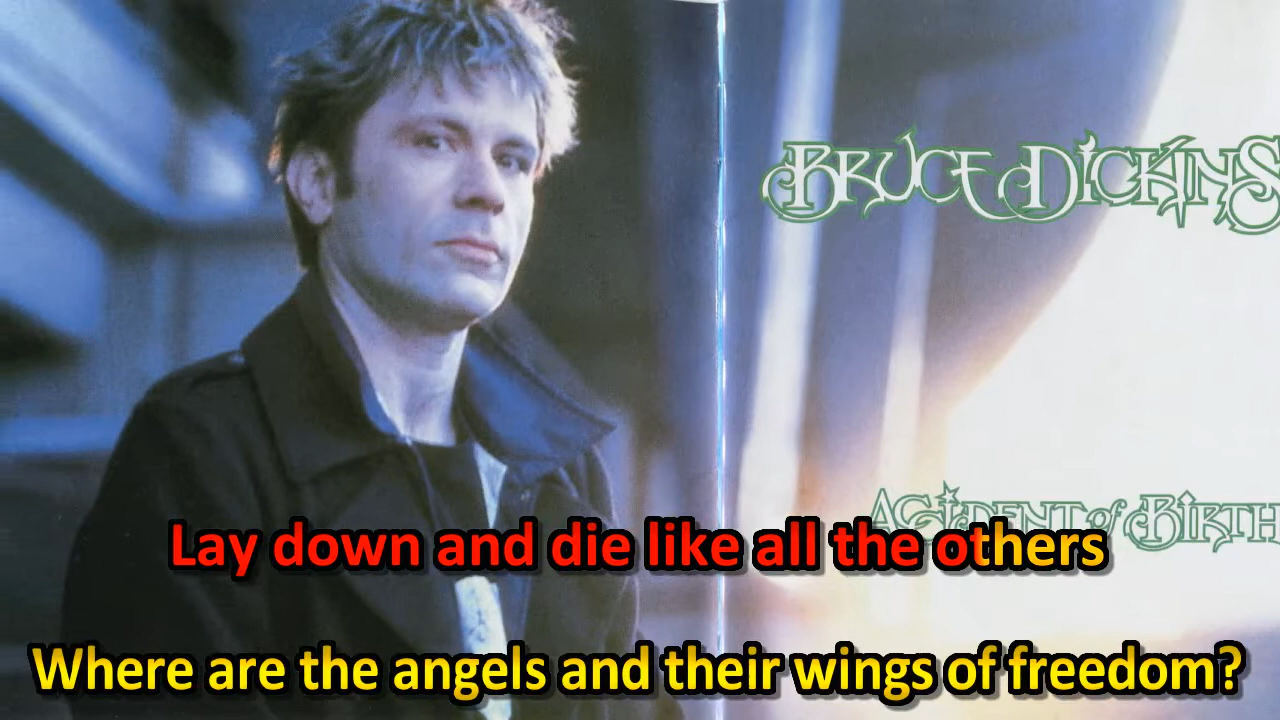 BRUCE DICKINS
ACCIDENT of BIRTH
Lay down and die like all the others
Where are the angels and their wings of freedom?